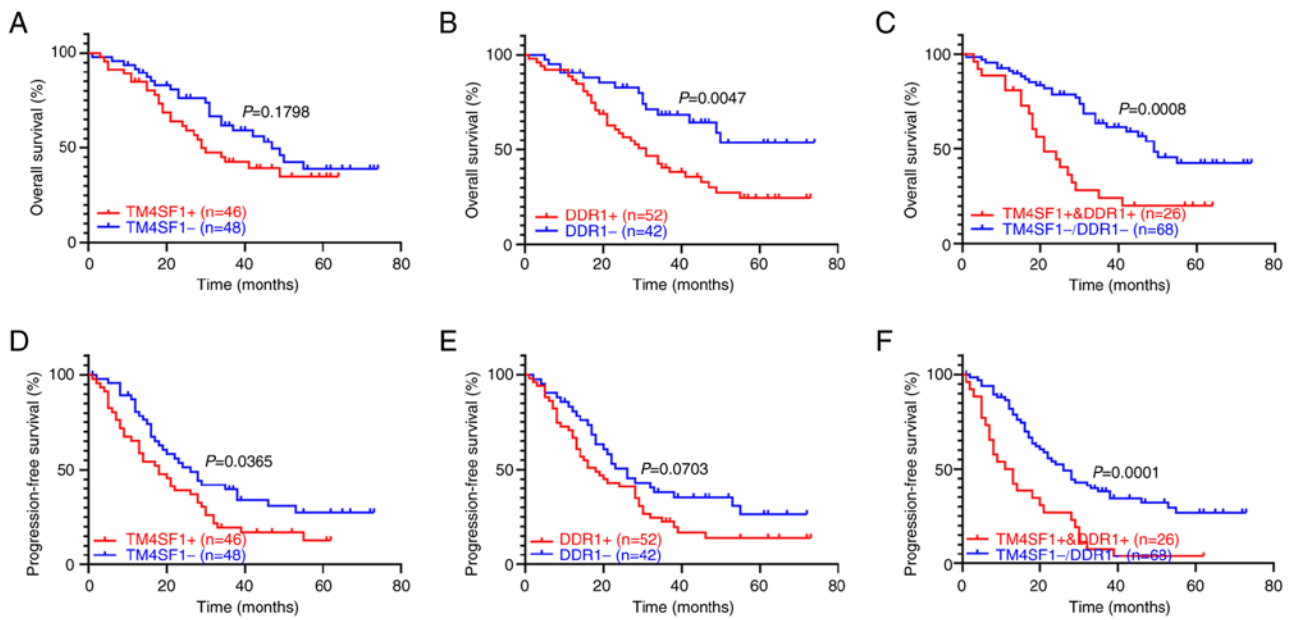 A
Overall survival (%)
100
50
0
P=0.1798
TM4SF1+ (n=46)
TM4SF1− (n=48)
0 20 40 60 80
Time (months)
B
Overall survival (%)
100
50
0
P=0.0047
DDR1+ (n=52)
DDR1− (n=42)
0 20 40 60 80
Time (months)
C
Overall survival (%)
100
50
0
P=0.0008
TM4SF1+&DDR1+ (n=26)
TM4SF1−/DDR1− (n=68)
0 20 40 60 80
Time (months)
D
Progression-free survival (%)
100
50
0
P=0.0365
TM4SF1+ (n=46)
TM4SF1− (n=48)
0 20 40 60 80
Time (months)
E
Progression-free survival (%)
100
50
0
P=0.0703
DDR1+ (n=52)
DDR1− (n=42)
0 20 40 60 80
Time (months)
F
Progression-free survival (%)
100
50
0
P=0.0001
TM4SF1+&DDR1+ (n=26)
TM4SF1−/DDR1− (n=68)
0 20 40 60 80
Time (months)